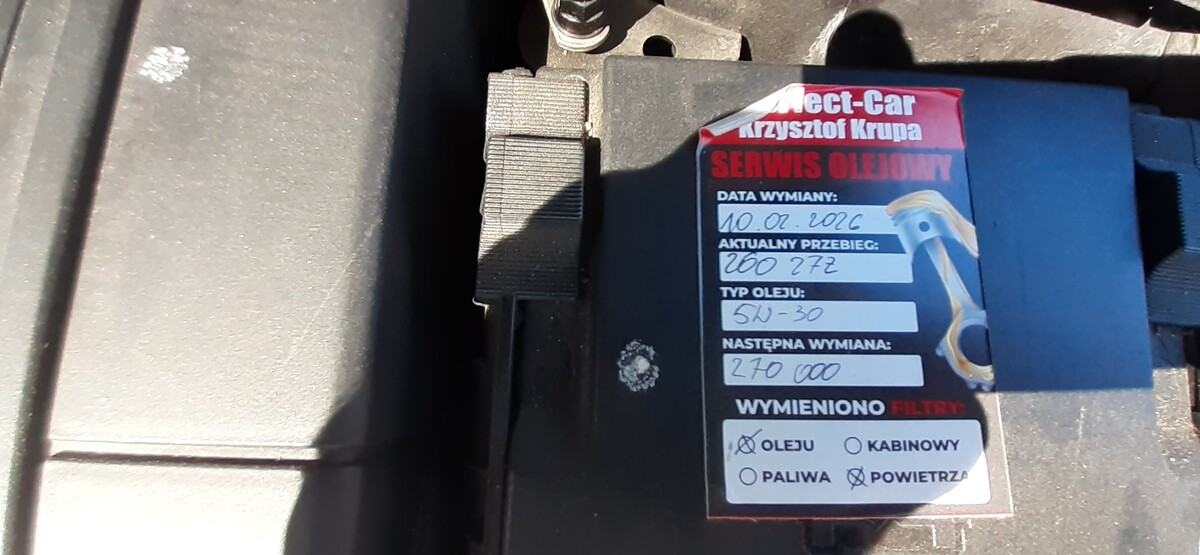 Krzysztof Krupa
SERWIS OLEJOWY
DATA WYMIANY:
10.02.2026
AKTUALNY PRZEBIEG:
260 272
TYP OLEJU:
5W-30
NASTĘPNA WYMIANA:
270 000
WYMIENIONO FILTRY:
OLEJU KABINOWY
PALIWA POWIETRZA